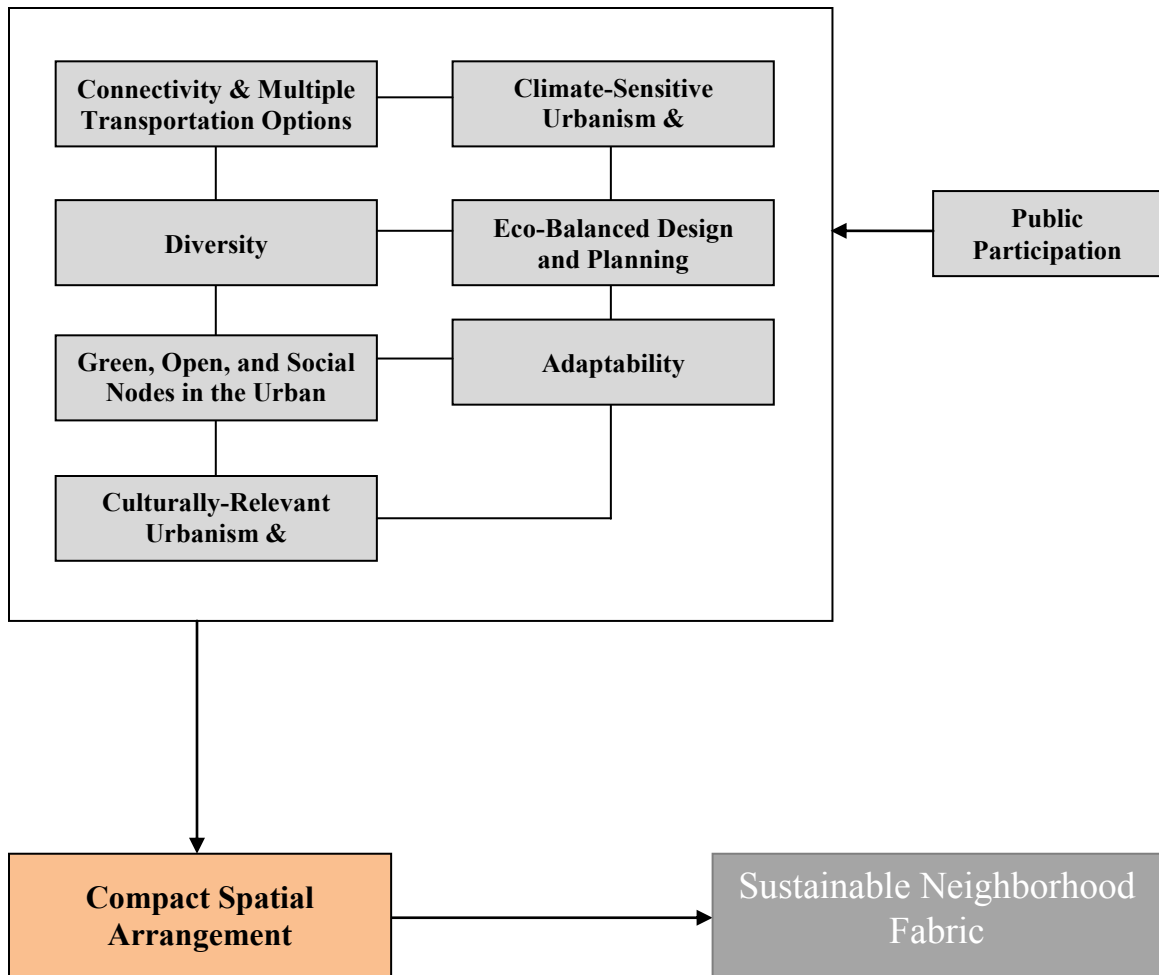 Connectivity & Multiple
Transportation Options
Climate-Sensitive
Urbanism &
Diversity
Eco-Balanced Design
and Planning
Public
Participation
Green, Open, and Social
Nodes in the Urban
Adaptability
Culturally-Relevant
Urbanism &
Compact Spatial
Arrangement
Sustainable Neighborhood
Fabric